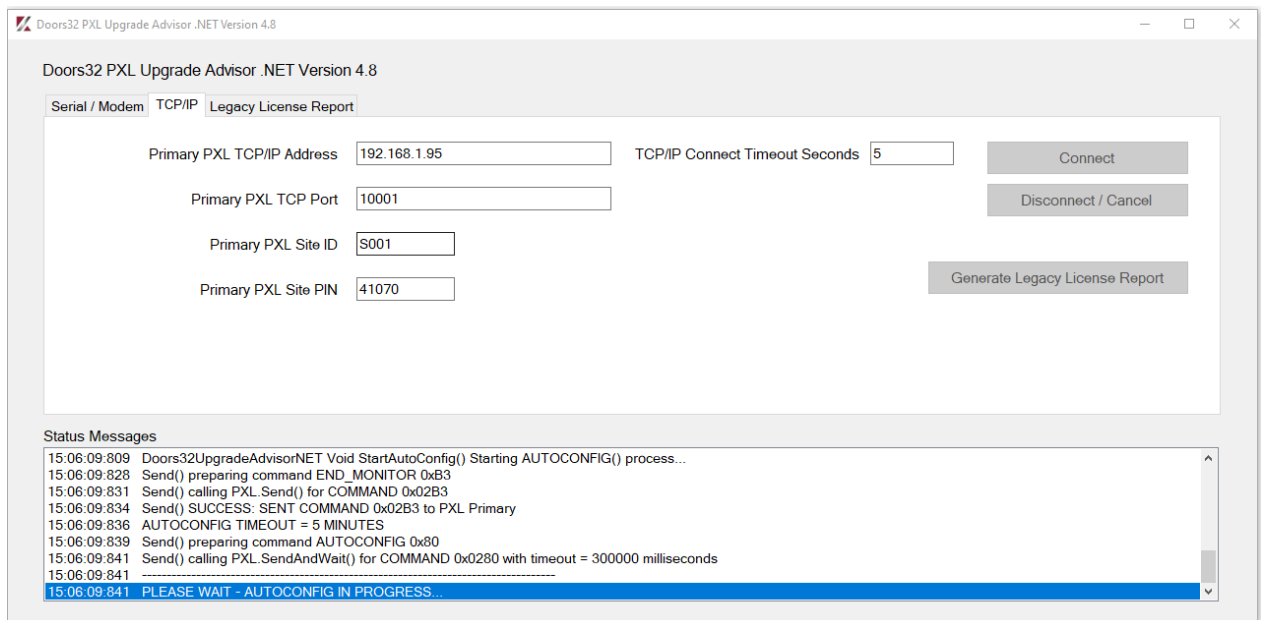 Doors32 PXL Upgrade Advisor .NET Version 4.8
Doors32 PXL Upgrade Advisor .NET Version 4.8
Serial / Modem TCP/IP Legacy License Report
Primary PXL TCP/IP Address 192.168.1.95 TCP/IP Connect Timeout Seconds 5 Connect
Primary PXL TCP Port 10001 Disconnect / Cancel
Primary PXL Site ID S001
Primary PXL Site PIN 41070 Generate Legacy License Report
Status Messages
15:06:09:809 Doors32UpgradeAdvisorNET Void StartAutoConfig() Starting AUTOCONFIG() process...
15:06:09:828 Send() preparing command END_MONITOR 0xB3
15:06:09:831 Send() calling PXL.Send() for COMMAND 0x02B3
15:06:09:834 Send() SUCCESS: SENT COMMAND 0x02B3 to PXL Primary
15:06:09:836 AUTOCONFIG TIMEOUT = 5 MINUTES
15:06:09:839 Send() preparing command AUTOCONFIG 0x80
15:06:09:841 Send() calling PXL.SendAndWait() for COMMAND 0x0280 with timeout = 300000 milliseconds
15:06:09:841 -----------------------------------------------------------------------------------
15:06:09:841 PLEASE WAIT - AUTOCONFIG IN PROGRESS...